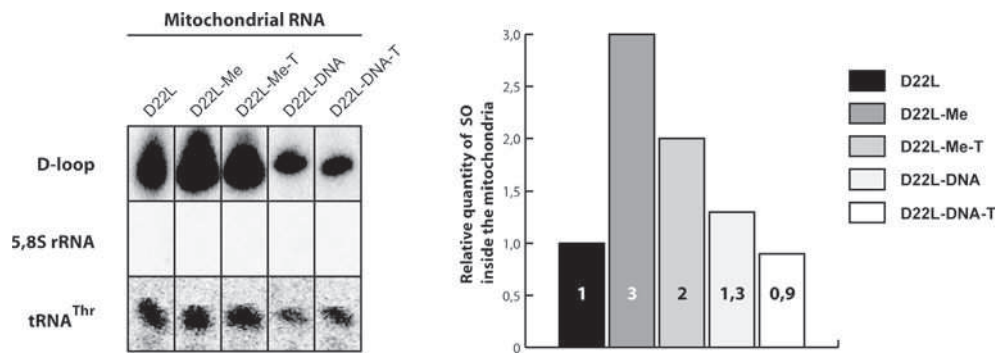 Mitochondrial RNA
D22L
D22L-Me
D22L-Me-T
D22L-DNA
D22L-DNA-T
D-loop
5,8S rRNA
tRNAThr
Relative quantity of SO
inside the mitochondria
3,0
2,5
2,0
1,5
1,0
0,5
0
1
3
2
1,3
0,9
D22L
D22L-Me
D22L-Me-T
D22L-DNA
D22L-DNA-T